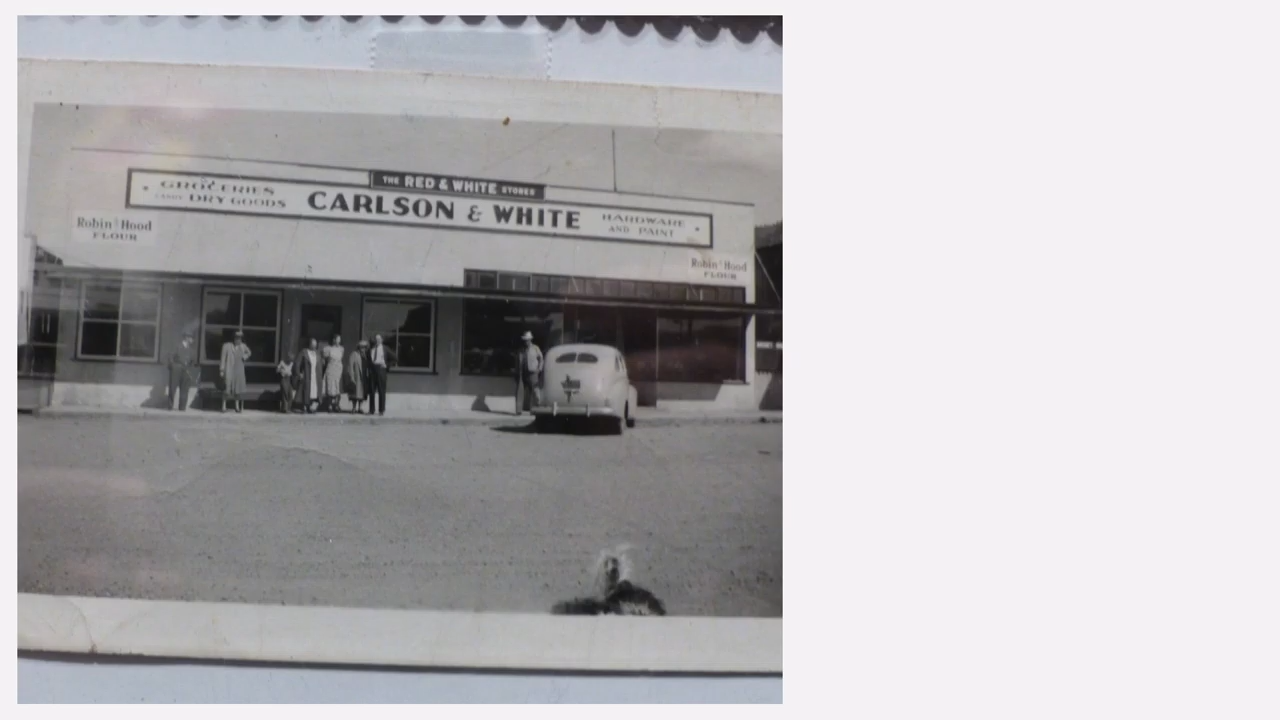 THE RED & WHITE STORES
GROCERIES
AND DRY GOODS
CARLSON & WHITE
HARDWARE
AND PAINT
Robin Hood
FLOUR
Robin Hood
FLOUR